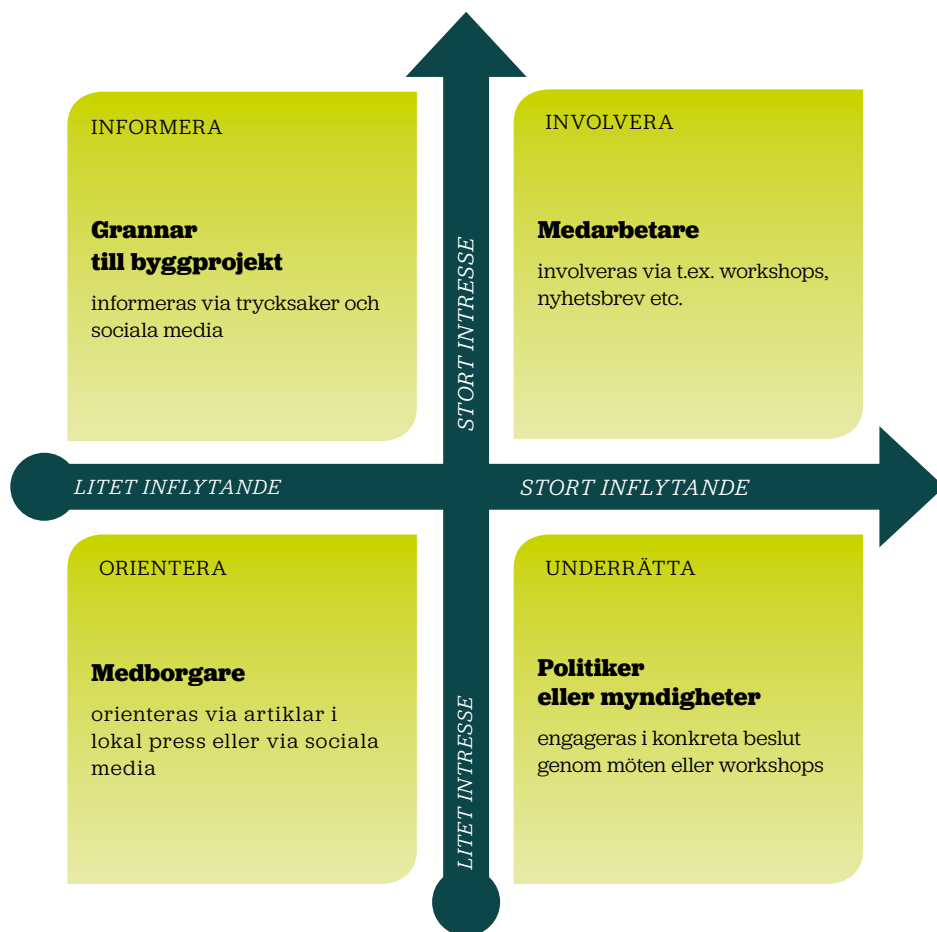 INFORMERA
Grannar
till byggprojekt
informeras via trycksaker och
sociala media
INVOLVERA
Medarbetare
involveras via t.ex. workshops,
nyhetsbrev etc.
STORT INTRESSE
LITET INFLYTANDE
STORT INFLYTANDE
ORIENTERA
Medborgare
orienteras via artiklar i
lokal press eller via sociala
media
UNDERRÄTTA
Politiker
eller myndigheter
engageras i konkreta beslut
genom möten eller workshops
LITET INTRESSE